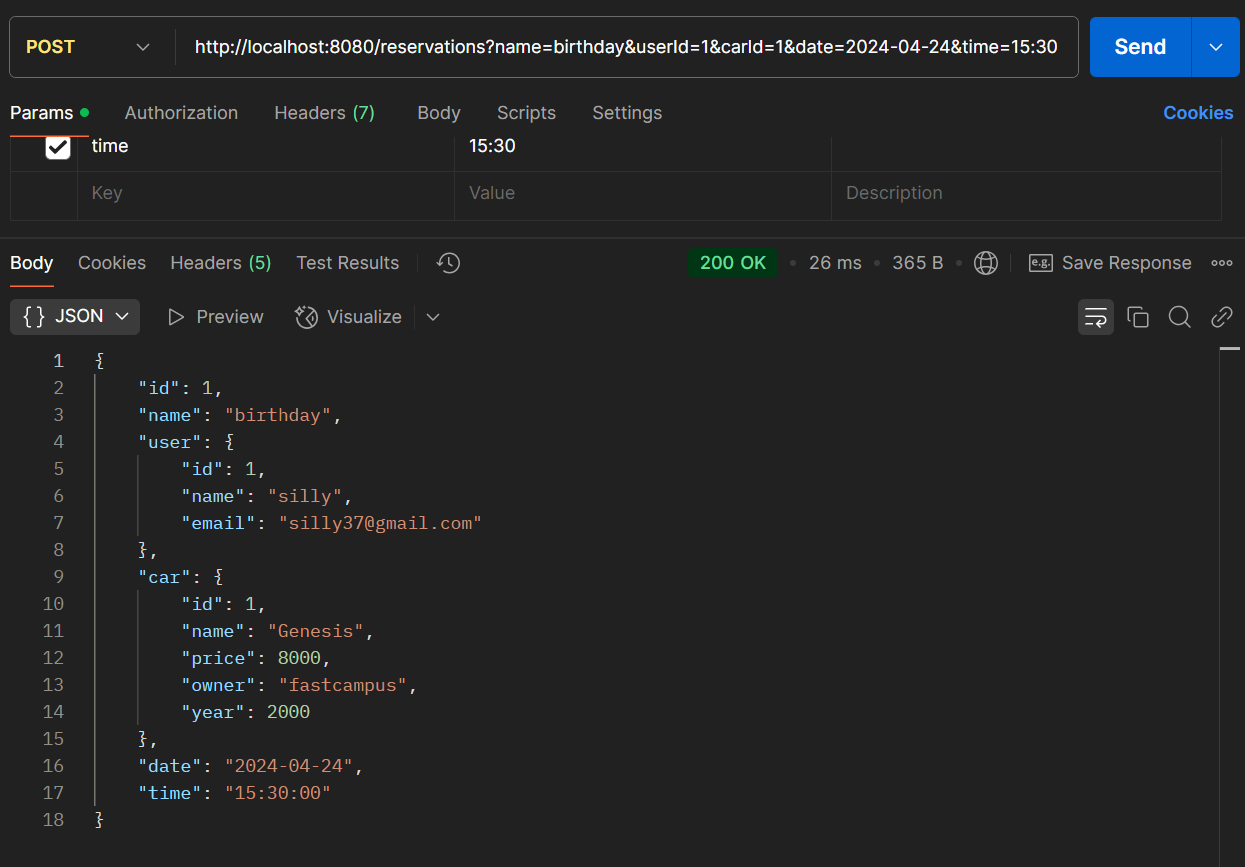 POST http://localhost:8080/reservations?name=birthday&userId=1&carId=1&date=2024-04-24&time=15:30 Send
Params Authorization Headers (7) Body Scripts Settings Cookies
time 15:30
Key Value Description
Body Cookies Headers (5) Test Results 200 OK • 26 ms • 365 B • e.g. Save Response
{} JSON Preview Visualize
1 {
2 "id": 1,
3 "name": "birthday",
4 "user": {
5 "id": 1,
6 "name": "silly",
7 "email": "silly37@gmail.com"
8 },
9 "car": {
10 "id": 1,
11 "name": "Genesis",
12 "price": 8000,
13 "owner": "fastcampus",
14 "year": 2000
15 },
16 "date": "2024-04-24",
17 "time": "15:30:00"
18 }